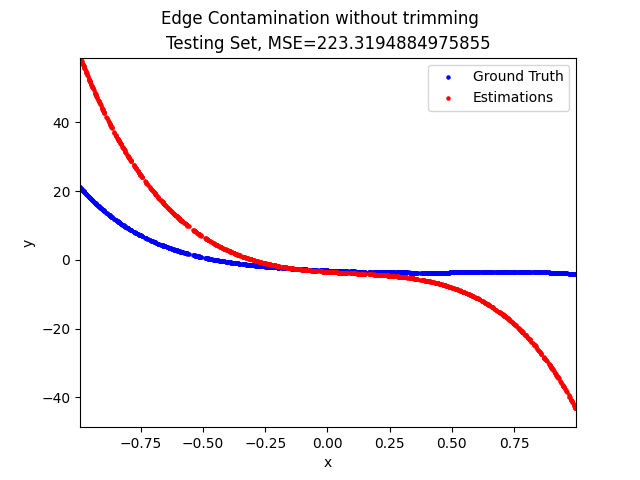 Edge Contamination without trimming
Testing Set, MSE=223.3194884975855
Ground Truth
Estimations
40
20
0
−20
−40
y
−0.75 −0.50 −0.25 0.00 0.25 0.50 0.75
x